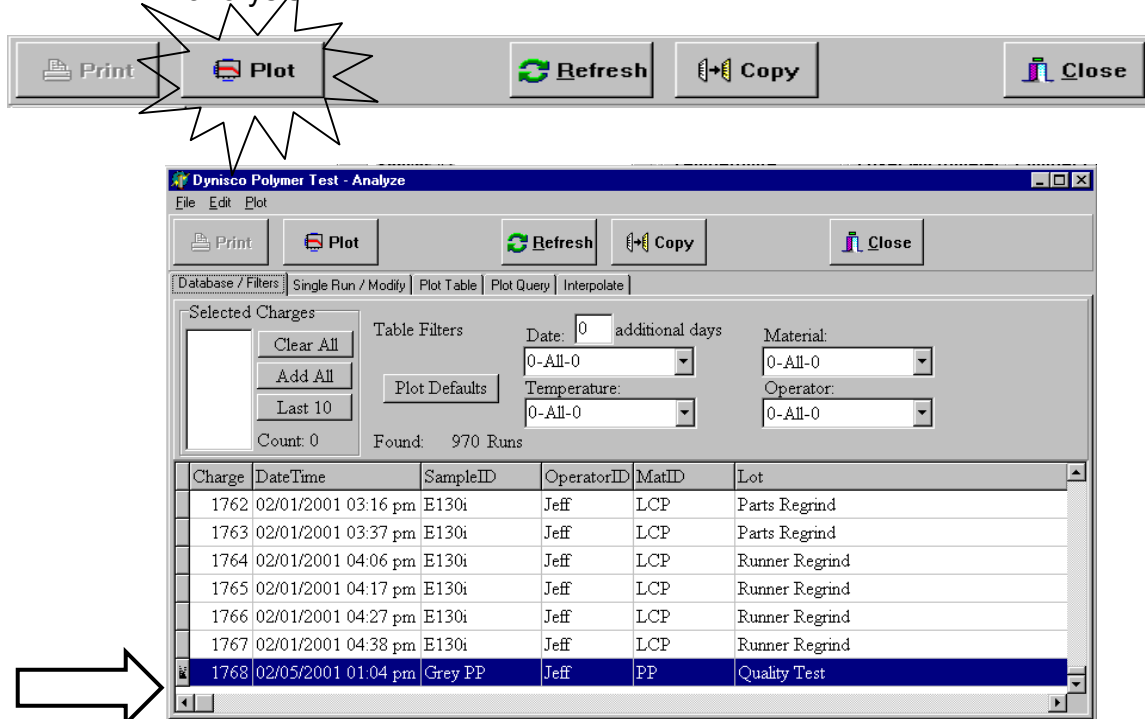 Print Plot Refresh Copy Close
Dynisco Polymer Test - Analyze
File Edit Plot
Print Plot Refresh Copy Close
Database / Filters Single Run / Modify Plot Table Plot Query Interpolate
Selected Charges
Clear All
Add All
Last 10
Count: 0
Table Filters
Plot Defaults
Found: 970 Runs
Date: 0 additional days
0-All-0
Temperature:
0-All-0
Material:
0-All-0
Operator:
0-All-0
Charge DateTime SampleID OperatorID MatID Lot
1762 02/01/2001 03:16 pm E130i Jeff LCP Parts Regrind
1763 02/01/2001 03:37 pm E130i Jeff LCP Parts Regrind
1764 02/01/2001 04:06 pm E130i Jeff LCP Runner Regrind
1765 02/01/2001 04:17 pm E130i Jeff LCP Runner Regrind
1766 02/01/2001 04:27 pm E130i Jeff LCP Runner Regrind
1767 02/01/2001 04:38 pm E130i Jeff LCP Runner Regrind
1768 02/05/2001 01:04 pm Grey PP Jeff PP Quality Test